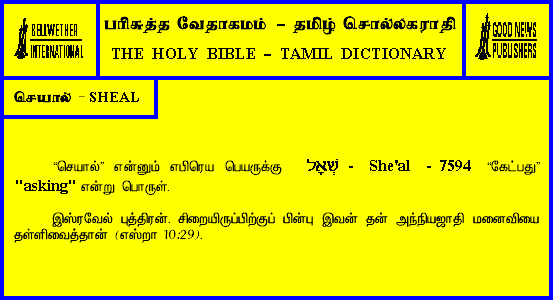 BELLWETHER
INTERNATIONAL
பரிசுத்த வேதாகமம் - தமிழ் சொல்லகராதி
THE HOLY BIBLE - TAMIL DICTIONARY
GOOD NEWS
PUBLISHERS
செயால் - SHEAL
“செயால்” என்னும் எபிரெய பெயருக்கு שְׁאָל - She'al - 7594 “கேட்பது”
"asking" என்று பொருள்.
இஸ்ரவேல் புத்திரன். சிறையிருப்பிற்குப் பின்பு இவன் தன் அந்நியஜாதி மனைவியை
தள்ளிவைத்தான் (எஸ்றா 10:29).